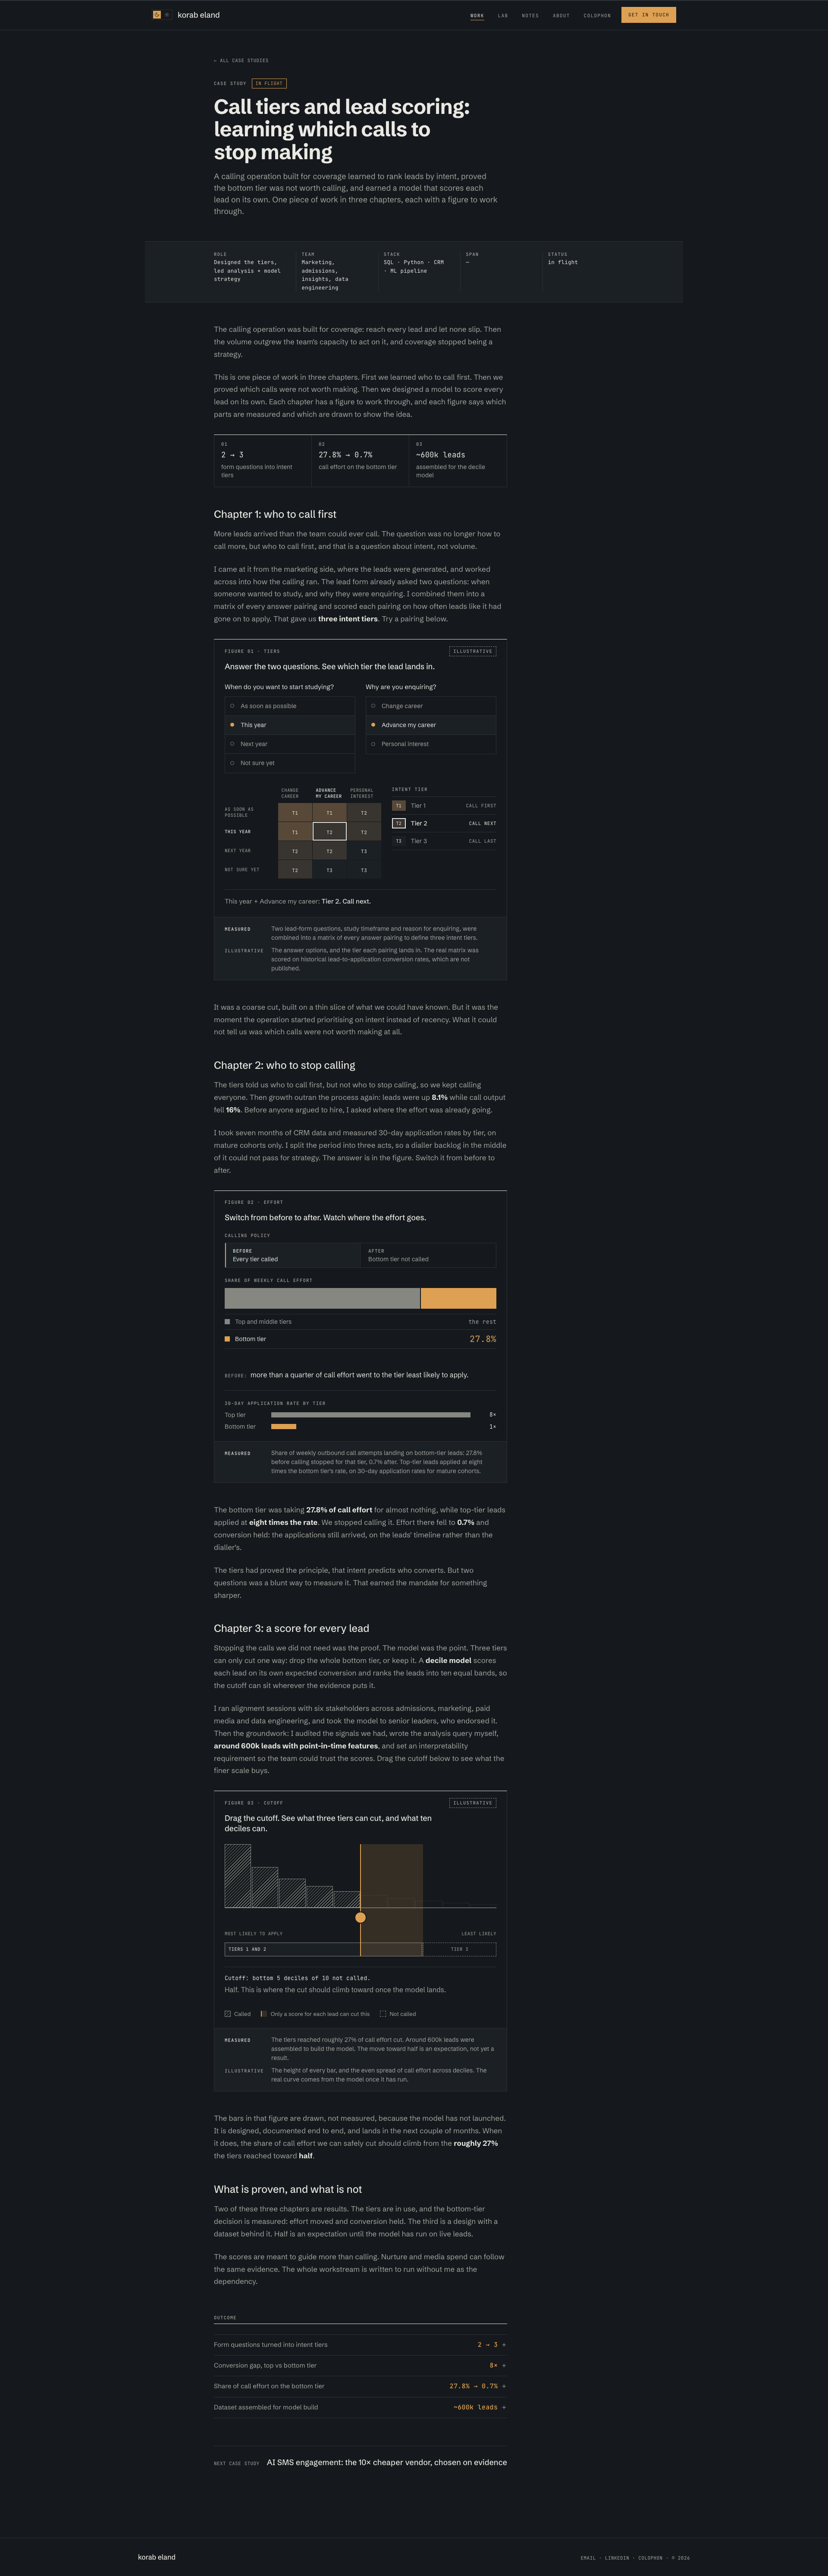 korab eland
WORK LAB NOTES ABOUT COLOPHON GET IN TOUCH
← ALL CASE STUDIES
CASE STUDY IN FLIGHT
Call tiers and lead scoring:
learning which calls to
stop making
A calling operation built for coverage learned to rank leads by intent, proved
the bottom tier was not worth calling, and earned a model that scores each
lead on its own. One piece of work in three chapters, each with a figure to work
through.
ROLE
Designed the tiers,
led analysis + model
strategy
TEAM
Marketing,
admissions,
insights, data
engineering
STACK
SQL · Python · CRM
· ML pipeline
SPAN
—
STATUS
in flight
The calling operation was built for coverage: reach every lead and let none slip. Then
the volume outgrew the team's capacity to act on it, and coverage stopped being a
strategy.
This is one piece of work in three chapters. First we learned who to call first. Then we
proved which calls were not worth making. Then we designed a model to score every
lead on its own. Each chapter has a figure to work through, and each figure says which
parts are measured and which are drawn to show the idea.
01
2 → 3
form questions into intent
tiers
02
27.8% → 0.7%
call effort on the bottom tier
03
~600k leads
assembled for the decile
model
Chapter 1: who to call first
More leads arrived than the team could ever call. The question was no longer how to
call more, but who to call first, and that is a question about intent, not volume.
I came at it from the marketing side, where the leads were generated, and worked
across into how the calling ran. The lead form already asked two questions: when
someone wanted to study, and why they were enquiring. I combined them into a
matrix of every answer pairing and scored each pairing on how often leads like it had
gone on to apply. That gave us three intent tiers. Try a pairing below.
FIGURE 01 · TIERS
ILLUSTRATIVE
Answer the two questions. See which tier the lead lands in.
When do you want to start studying?
As soon as possible
This year
Next year
Not sure yet
Why are you enquiring?
Change career
Advance my career
Personal interest
CHANGE
CAREER
ADVANCE
MY CAREER
PERSONAL
INTEREST
AS SOON AS
POSSIBLE
T1 T1 T2
THIS YEAR T1 T2 T2
NEXT YEAR T2 T2 T3
NOT SURE YET T2 T3 T3
INTENT TIER
T1 Tier 1 CALL FIRST
T2 Tier 2 CALL NEXT
T3 Tier 3 CALL LAST
This year + Advance my career: Tier 2. Call next.
MEASURED
Two lead-form questions, study timeframe and reason for enquiring, were
combined into a matrix of every answer pairing to define three intent tiers.
ILLUSTRATIVE
The answer options, and the tier each pairing lands in. The real matrix was
scored on historical lead-to-application conversion rates, which are not
published.
It was a coarse cut, built on a thin slice of what we could have known. But it was the
moment the operation started prioritising on intent instead of recency. What it could
not tell us was which calls were not worth making at all.
Chapter 2: who to stop calling
The tiers told us who to call first, but not who to stop calling, so we kept calling
everyone. Then growth outran the process again: leads were up 8.1% while call output
fell 16%. Before anyone argued to hire, I asked where the effort was already going.
I took seven months of CRM data and measured 30-day application rates by tier, on
mature cohorts only. I split the period into three acts, so a dialler backlog in the middle
of it could not pass for strategy. The answer is in the figure. Switch it from before to
after.
FIGURE 02 · EFFORT
Switch from before to after. Watch where the effort goes.
CALLING POLICY
BEFORE
Every tier called
AFTER
Bottom tier not called
SHARE OF WEEKLY CALL EFFORT
Top and middle tiers the rest
Bottom tier 27.8%
BEFORE: more than a quarter of call effort went to the tier least likely to apply.
30-DAY APPLICATION RATE BY TIER
Top tier 8×
Bottom tier 1×
MEASURED
Share of weekly outbound call attempts landing on bottom-tier leads: 27.8%
before calling stopped for that tier, 0.7% after. Top-tier leads applied at eight
times the bottom tier's rate, on 30-day application rates for mature cohorts.
The bottom tier was taking 27.8% of call effort for almost nothing, while top-tier leads
applied at eight times the rate. We stopped calling it. Effort there fell to 0.7% and
conversion held: the applications still arrived, on the leads' timeline rather than the
dialler's.
The tiers had proved the principle, that intent predicts who converts. But two
questions was a blunt way to measure it. That earned the mandate for something
sharper.
Chapter 3: a score for every lead
Stopping the calls we did not need was the proof. The model was the point. Three tiers
can only cut one way: drop the whole bottom tier, or keep it. A decile model scores
each lead on its own expected conversion and ranks the leads into ten equal bands, so
the cutoff can sit wherever the evidence puts it.
I ran alignment sessions with six stakeholders across admissions, marketing, paid
media and data engineering, and took the model to senior leaders, who endorsed it.
Then the groundwork: I audited the signals we had, wrote the analysis query myself,
around 600k leads with point-in-time features, and set an interpretability
requirement so the team could trust the scores. Drag the cutoff below to see what the
finer scale buys.
FIGURE 03 · CUTOFF
ILLUSTRATIVE
Drag the cutoff. See what three tiers can cut, and what ten
deciles can.
MOST LIKELY TO APPLY LEAST LIKELY
TIERS 1 AND 2 TIER 3
Cutoff: bottom 5 deciles of 10 not called.
Half. This is where the cut should climb toward once the model lands.
Called Only a score for each lead can cut this Not called
MEASURED
The tiers reached roughly 27% of call effort cut. Around 600k leads were
assembled to build the model. The move toward half is an expectation, not yet a
result.
ILLUSTRATIVE
The height of every bar, and the even spread of call effort across deciles. The
real curve comes from the model once it has run.
The bars in that figure are drawn, not measured, because the model has not launched.
It is designed, documented end to end, and lands in the next couple of months. When
it does, the share of call effort we can safely cut should climb from the roughly 27%
the tiers reached toward half.
What is proven, and what is not
Two of these three chapters are results. The tiers are in use, and the bottom-tier
decision is measured: effort moved and conversion held. The third is a design with a
dataset behind it. Half is an expectation until the model has run on live leads.
The scores are meant to guide more than calling. Nurture and media spend can follow
the same evidence. The whole workstream is written to run without me as the
dependency.
OUTCOME
Form questions turned into intent tiers 2 → 3 +
Conversion gap, top vs bottom tier 8× +
Share of call effort on the bottom tier 27.8% → 0.7% +
Dataset assembled for model build ~600k leads +
NEXT CASE STUDY AI SMS engagement: the 10× cheaper vendor, chosen on evidence
korab eland
EMAIL · LINKEDIN · COLOPHON · © 2026